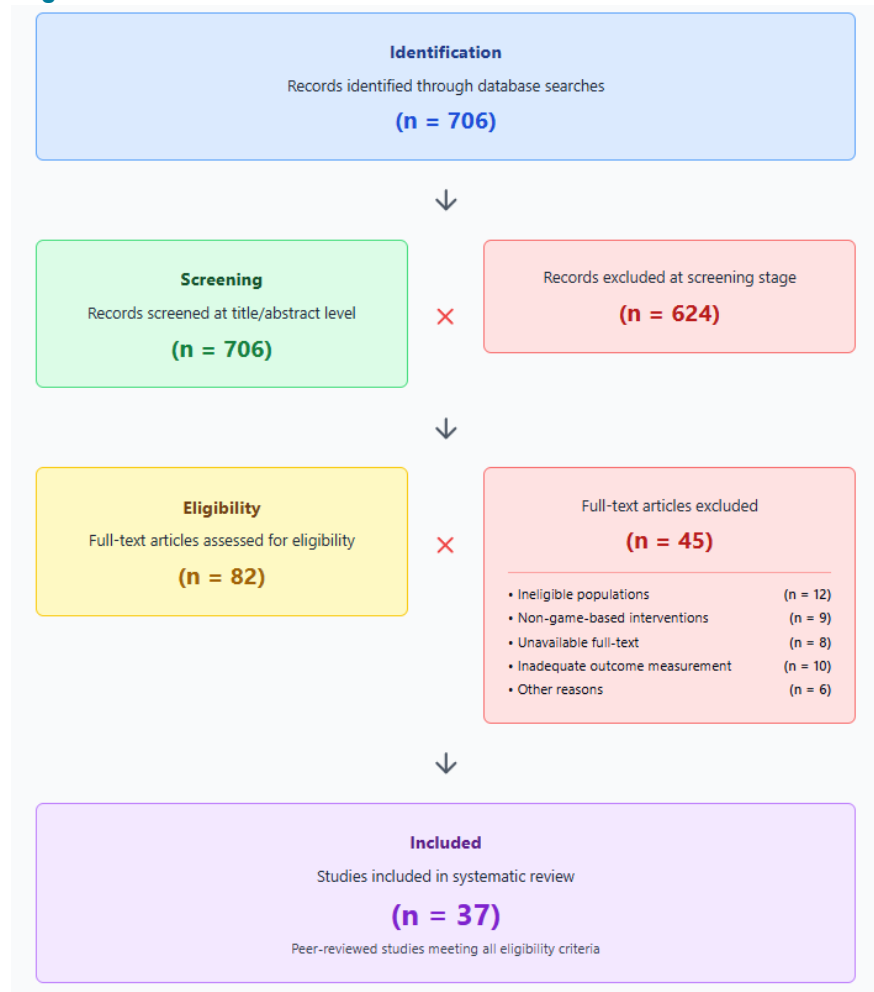 Identification
Records identified through database searches
(n = 706)
Screening
Records screened at title/abstract level
(n = 706)
Records excluded at screening stage
(n = 624)
Eligibility
Full-text articles assessed for eligibility
(n = 82)
Full-text articles excluded
(n = 45)
• Ineligible populations (n = 12)
• Non-game-based interventions (n = 9)
• Unavailable full-text (n = 8)
• Inadequate outcome measurement (n = 10)
• Other reasons (n = 6)
Included
Studies included in systematic review
(n = 37)
Peer-reviewed studies meeting all eligibility criteria